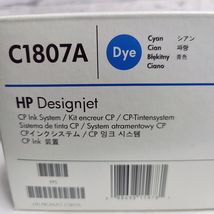 C1807A
Dye
Cyan シアン
Cian 파랑
Błękitny 青色
Ciano
HP Designjet
CP Ink System / Kit encreur CP / CP-Tintensystem
Sistema de tinta CP / System atramentowy CP
CPインクシステム / CP 잉크 시스템
CP Ink 装置